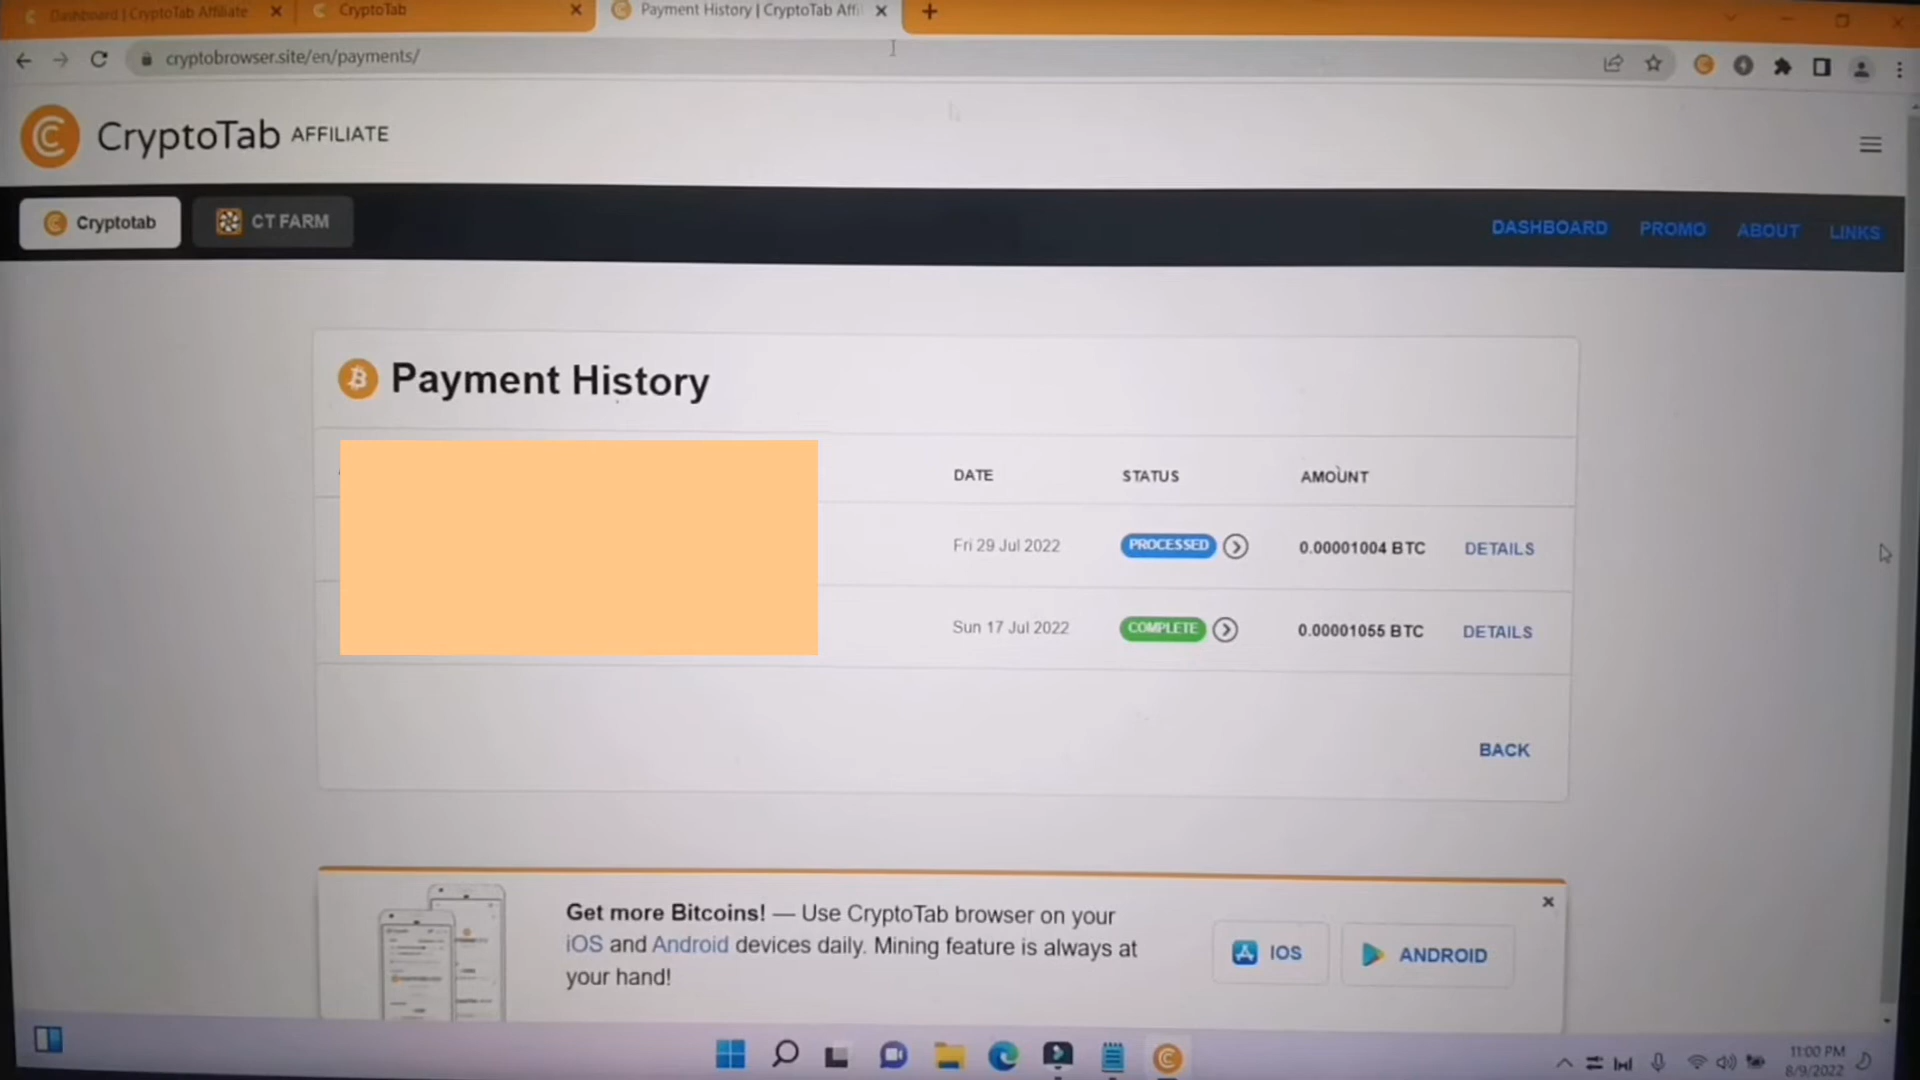 Dashboard | CryptoTab Affiliate
CryptoTab
Payment History | CryptoTab Affi
cryptobrowser.site/en/payments/
CryptoTab AFFILIATE
Cryptotab
CT FARM
DASHBOARD
PROMO
ABOUT
LINKS
Payment History
DATE
STATUS
AMOUNT
Fri 29 Jul 2022
PROCESSED
0.00001004 BTC
DETAILS
Sun 17 Jul 2022
COMPLETE
0.00001055 BTC
DETAILS
BACK
Get more Bitcoins! — Use CryptoTab browser on your
iOS and Android devices daily. Mining feature is always at
your hand!
IOS
ANDROID
11:00 PM
8/9/2022